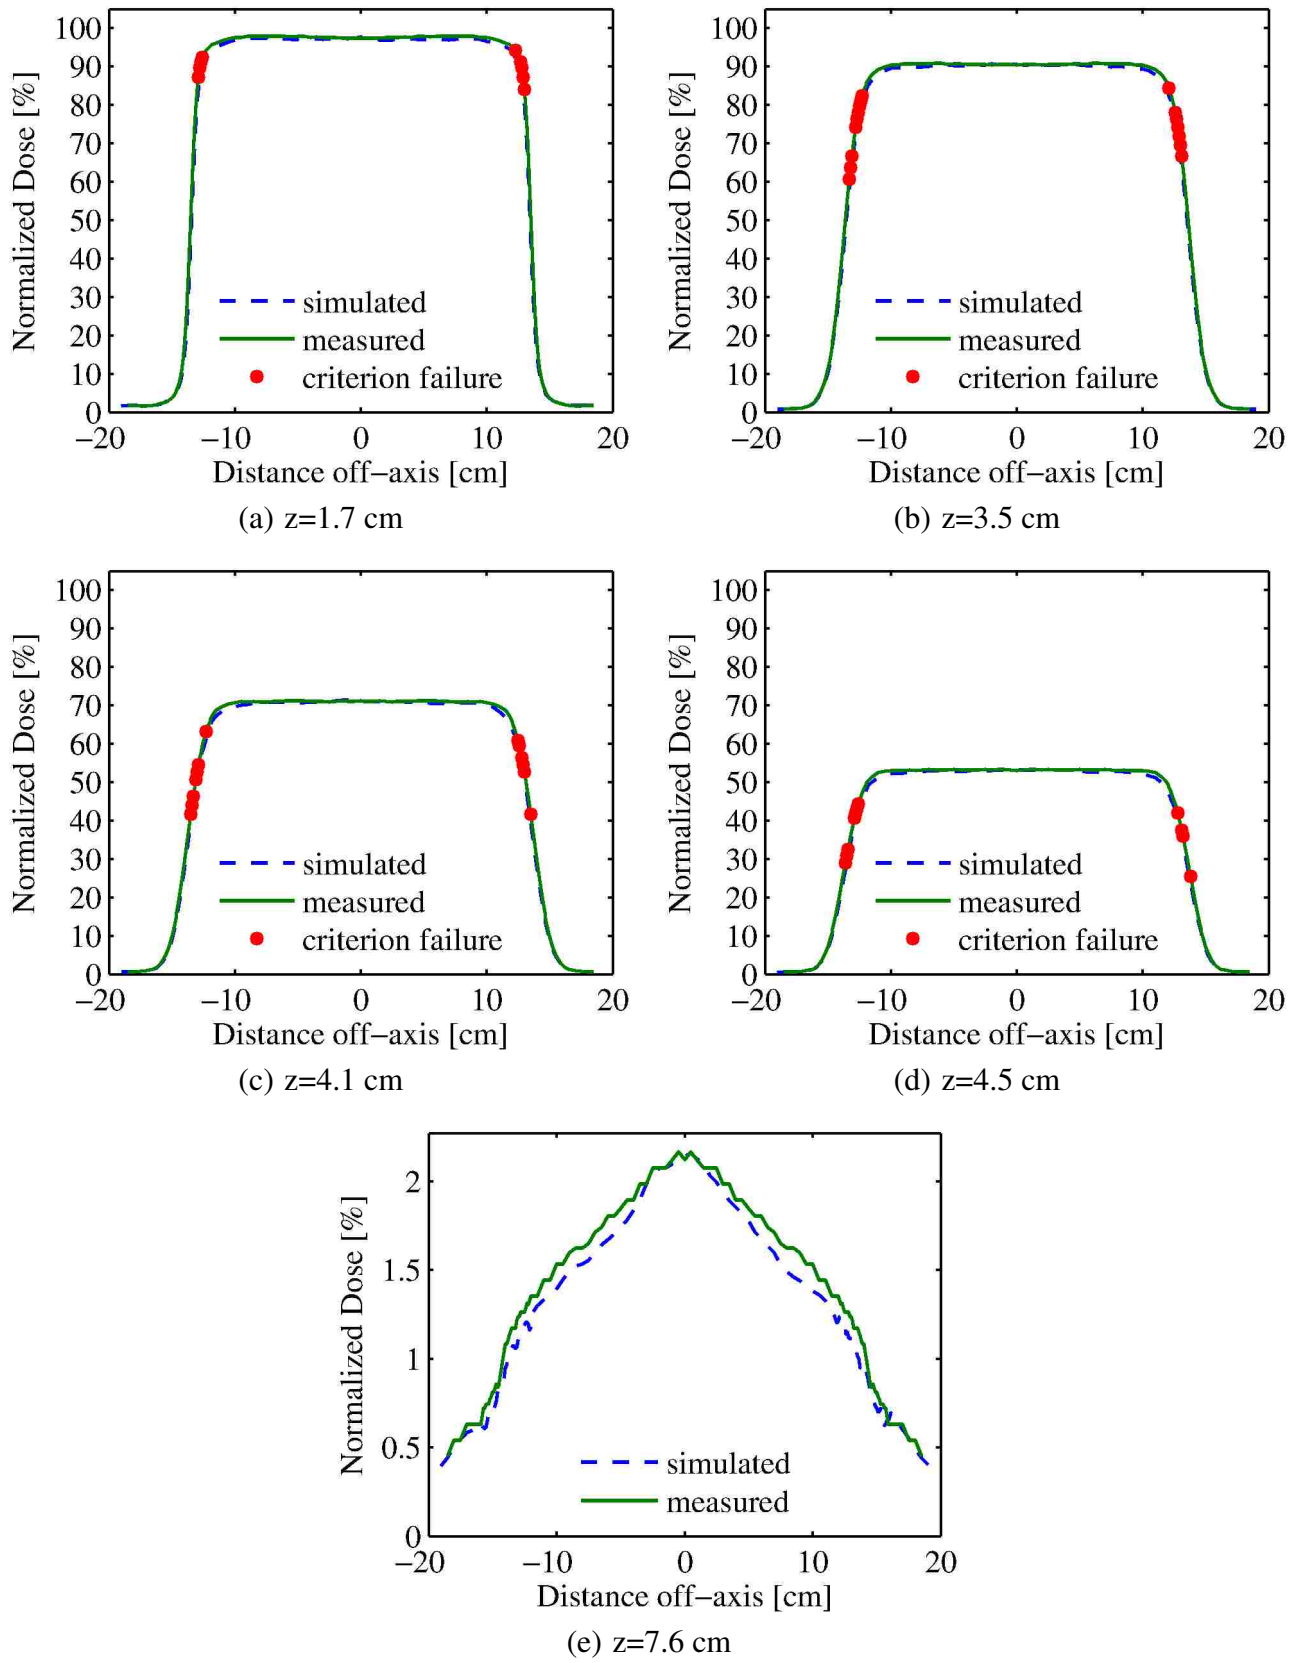 Normalized Dose [%]
100
90
80
70
60
50
40
30
20
10
0
simulated
measured
criterion failure
−20 −10 0 10 20
Distance off−axis [cm]
(a) z=1.7 cm
Normalized Dose [%]
100
90
80
70
60
50
40
30
20
10
0
simulated
measured
criterion failure
−20 −10 0 10 20
Distance off−axis [cm]
(b) z=3.5 cm
Normalized Dose [%]
100
90
80
70
60
50
40
30
20
10
0
simulated
measured
criterion failure
−20 −10 0 10 20
Distance off−axis [cm]
(c) z=4.1 cm
Normalized Dose [%]
100
90
80
70
60
50
40
30
20
10
0
simulated
measured
criterion failure
−20 −10 0 10 20
Distance off−axis [cm]
(d) z=4.5 cm
Normalized Dose [%]
2
1.5
1
0.5
0
simulated
measured
−20 −10 0 10 20
Distance off−axis [cm]
(e) z=7.6 cm